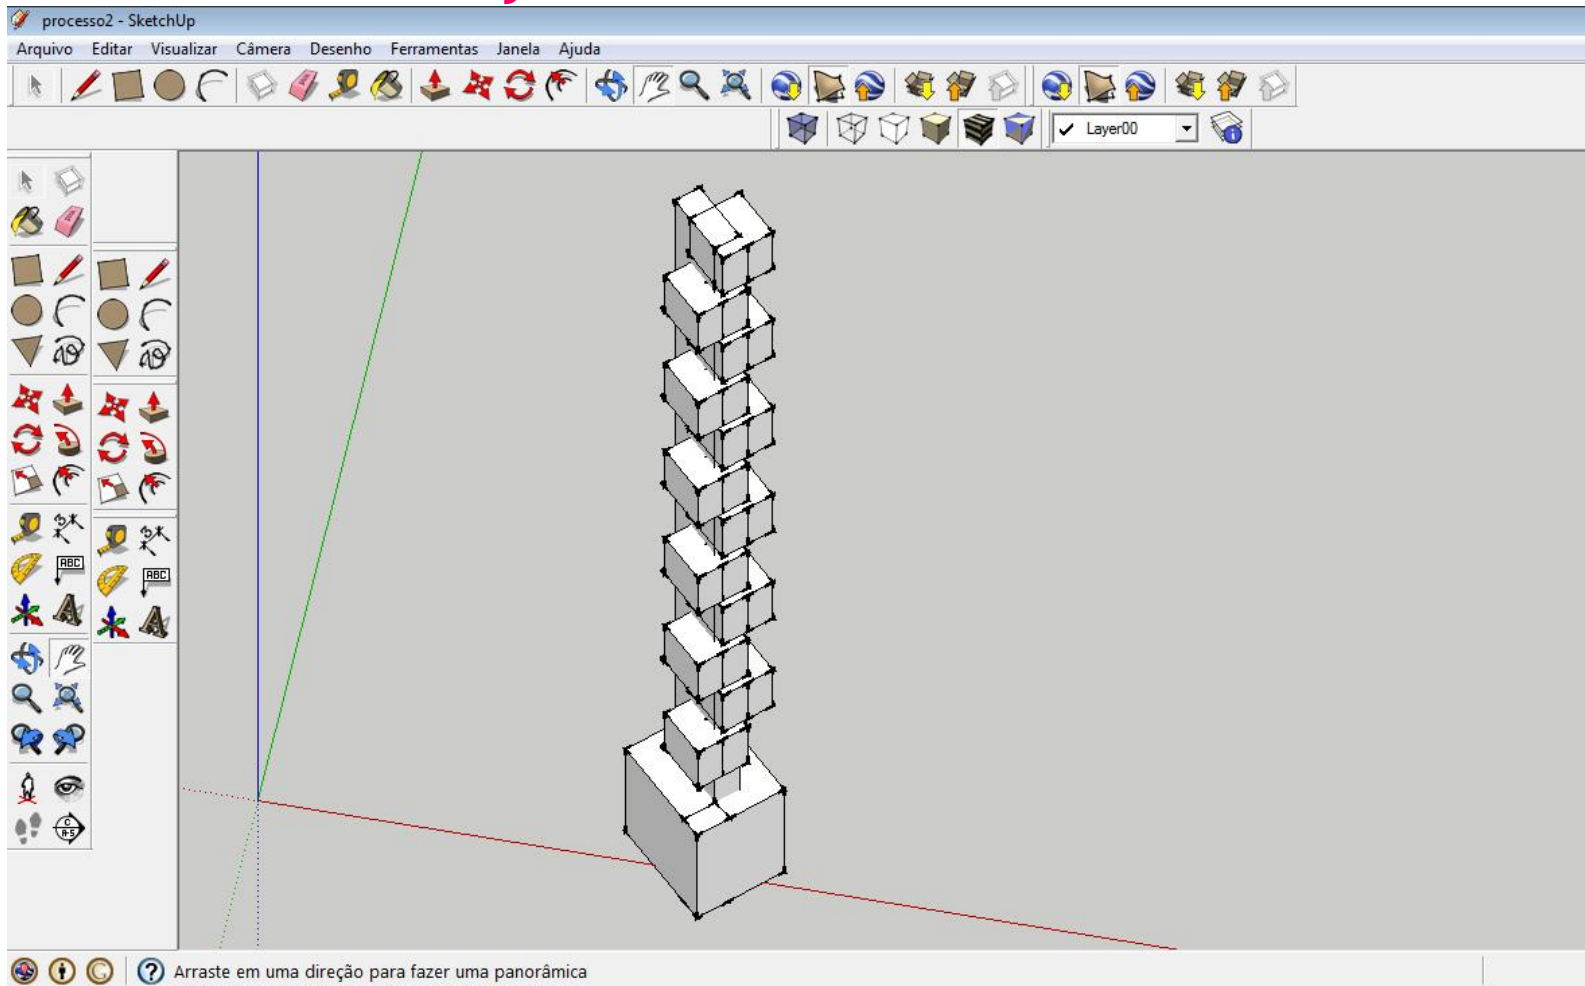 processo2 - SketchUp
Arquivo Editar Visualizar Câmera Desenho Ferramentas Janela Ajuda
Layer00
ABC
ABC
Arraste em uma direção para fazer uma panorâmica